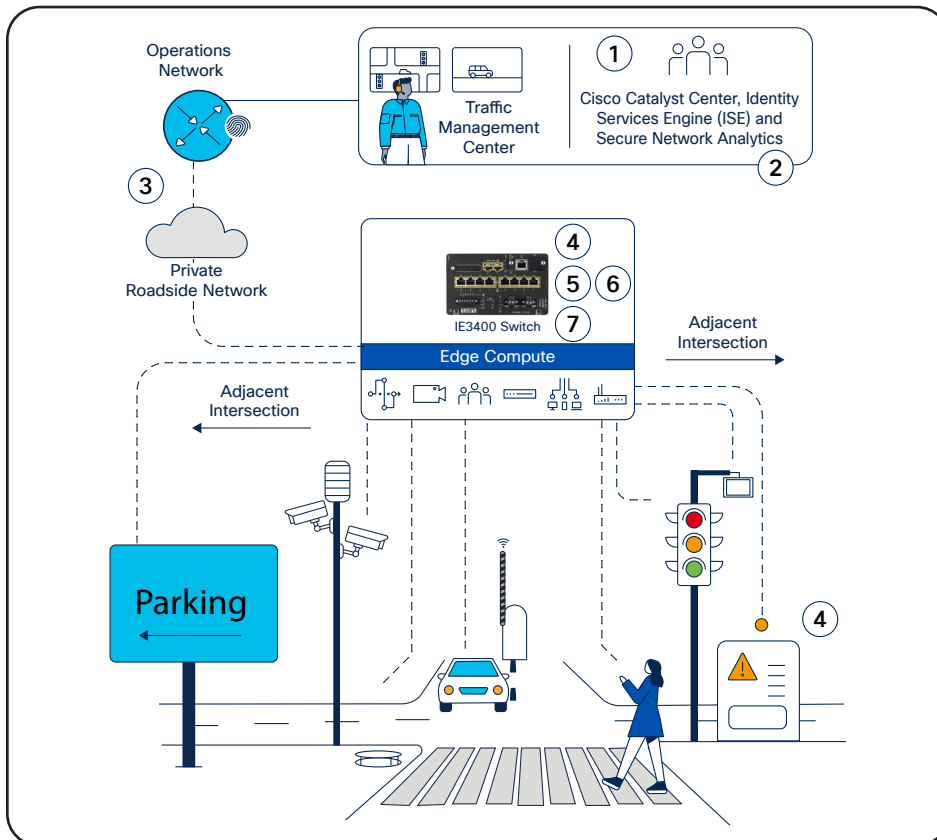 Operations
Network
1
Traffic
Management
Center
Cisco Catalyst Center, Identity
Services Engine (ISE) and
Secure Network Analytics
2
3
Private
Roadside Network
4
5
6
7
IE3400 Switch
Edge Compute
Adjacent
Intersection
Adjacent
Intersection
Parking
4